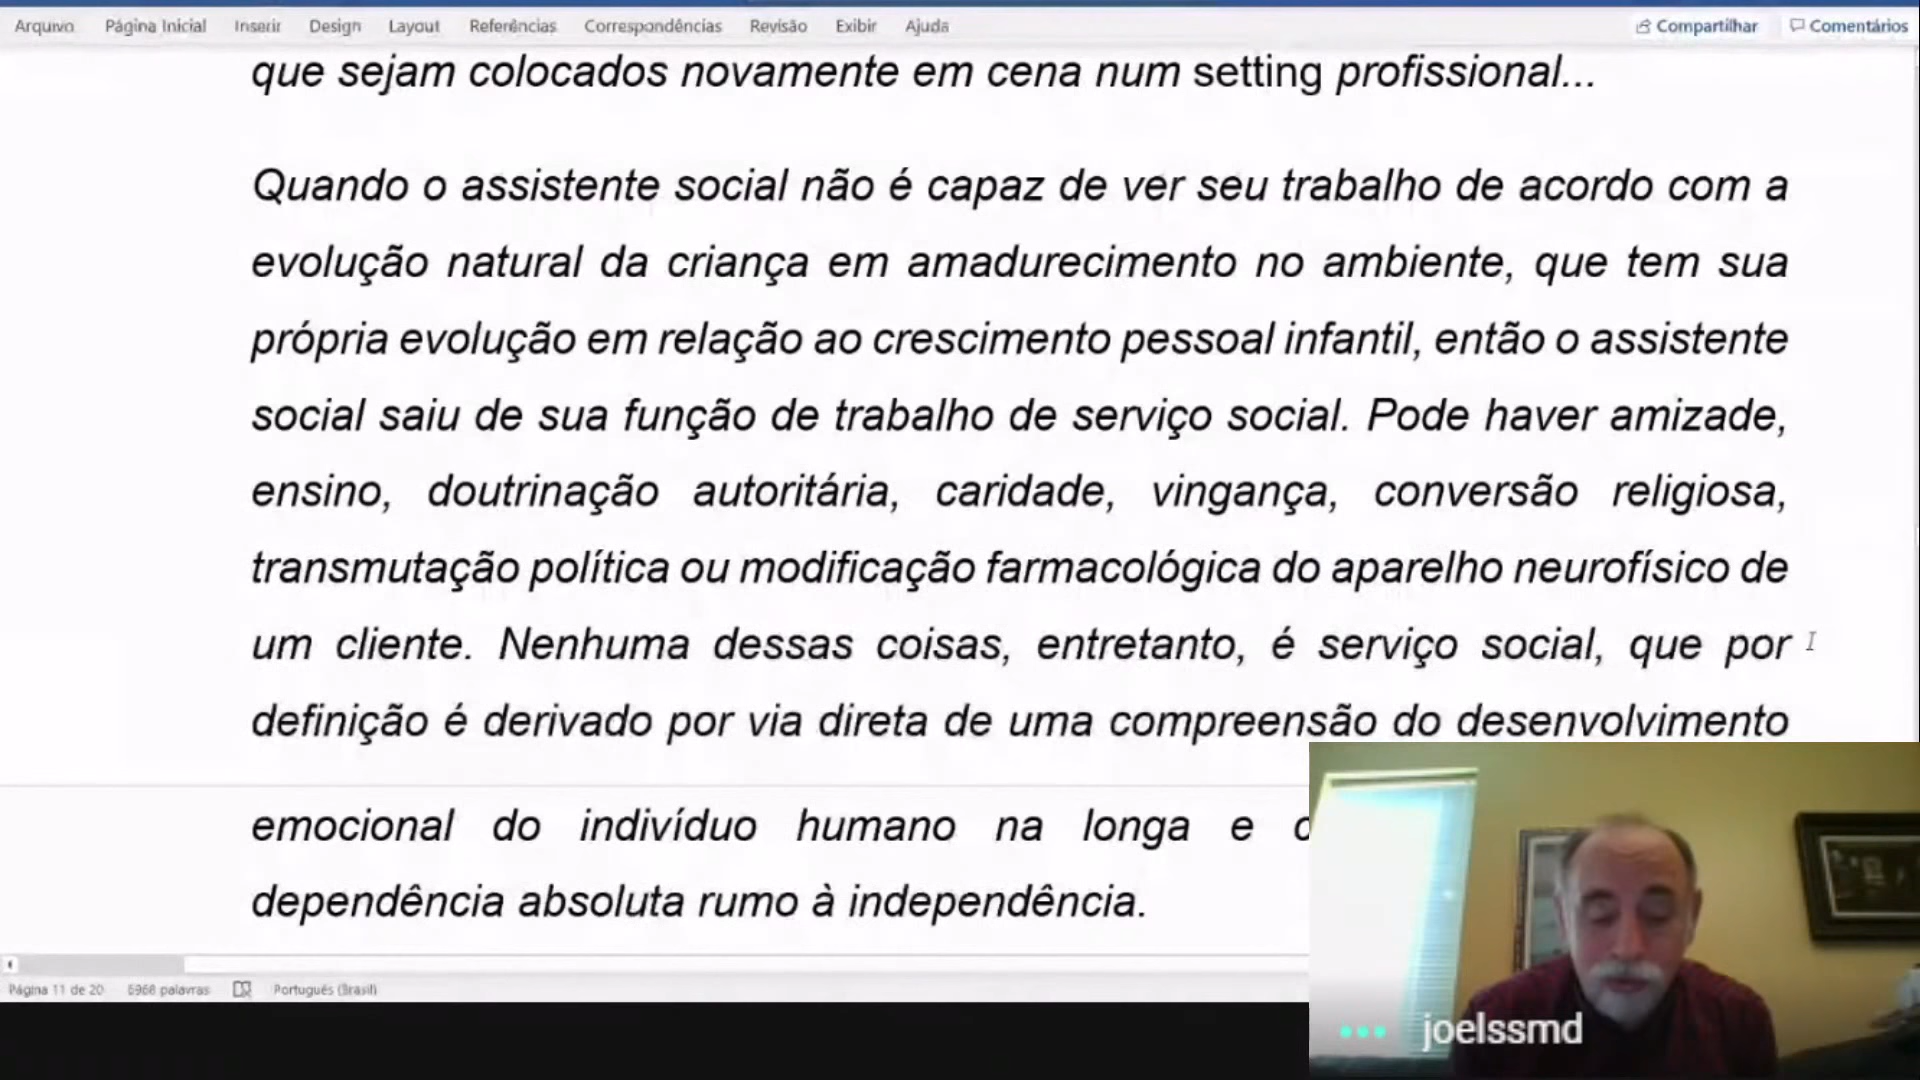 Arquivo Página Inicial Inserir Design Layout Referências Correspondências Revisão Exibir Ajuda Compartilhar Comentários
que sejam colocados novamente em cena num setting profissional...
Quando o assistente social não é capaz de ver seu trabalho de acordo com a
evolução natural da criança em amadurecimento no ambiente, que tem sua
própria evolução em relação ao crescimento pessoal infantil, então o assistente
social saiu de sua função de trabalho de serviço social. Pode haver amizade,
ensino, doutrinação autoritária, caridade, vingança, conversão religiosa,
transmutação política ou modificação farmacológica do aparelho neurofísico de
um cliente. Nenhuma dessas coisas, entretanto, é serviço social, que por
definição é derivado por via direta de uma compreensão do desenvolvimento
emocional do indivíduo humano na longa e
dependência absoluta rumo à independência.
Página 11 de 20 6968 palavras Português (Brasil)
joelssmd